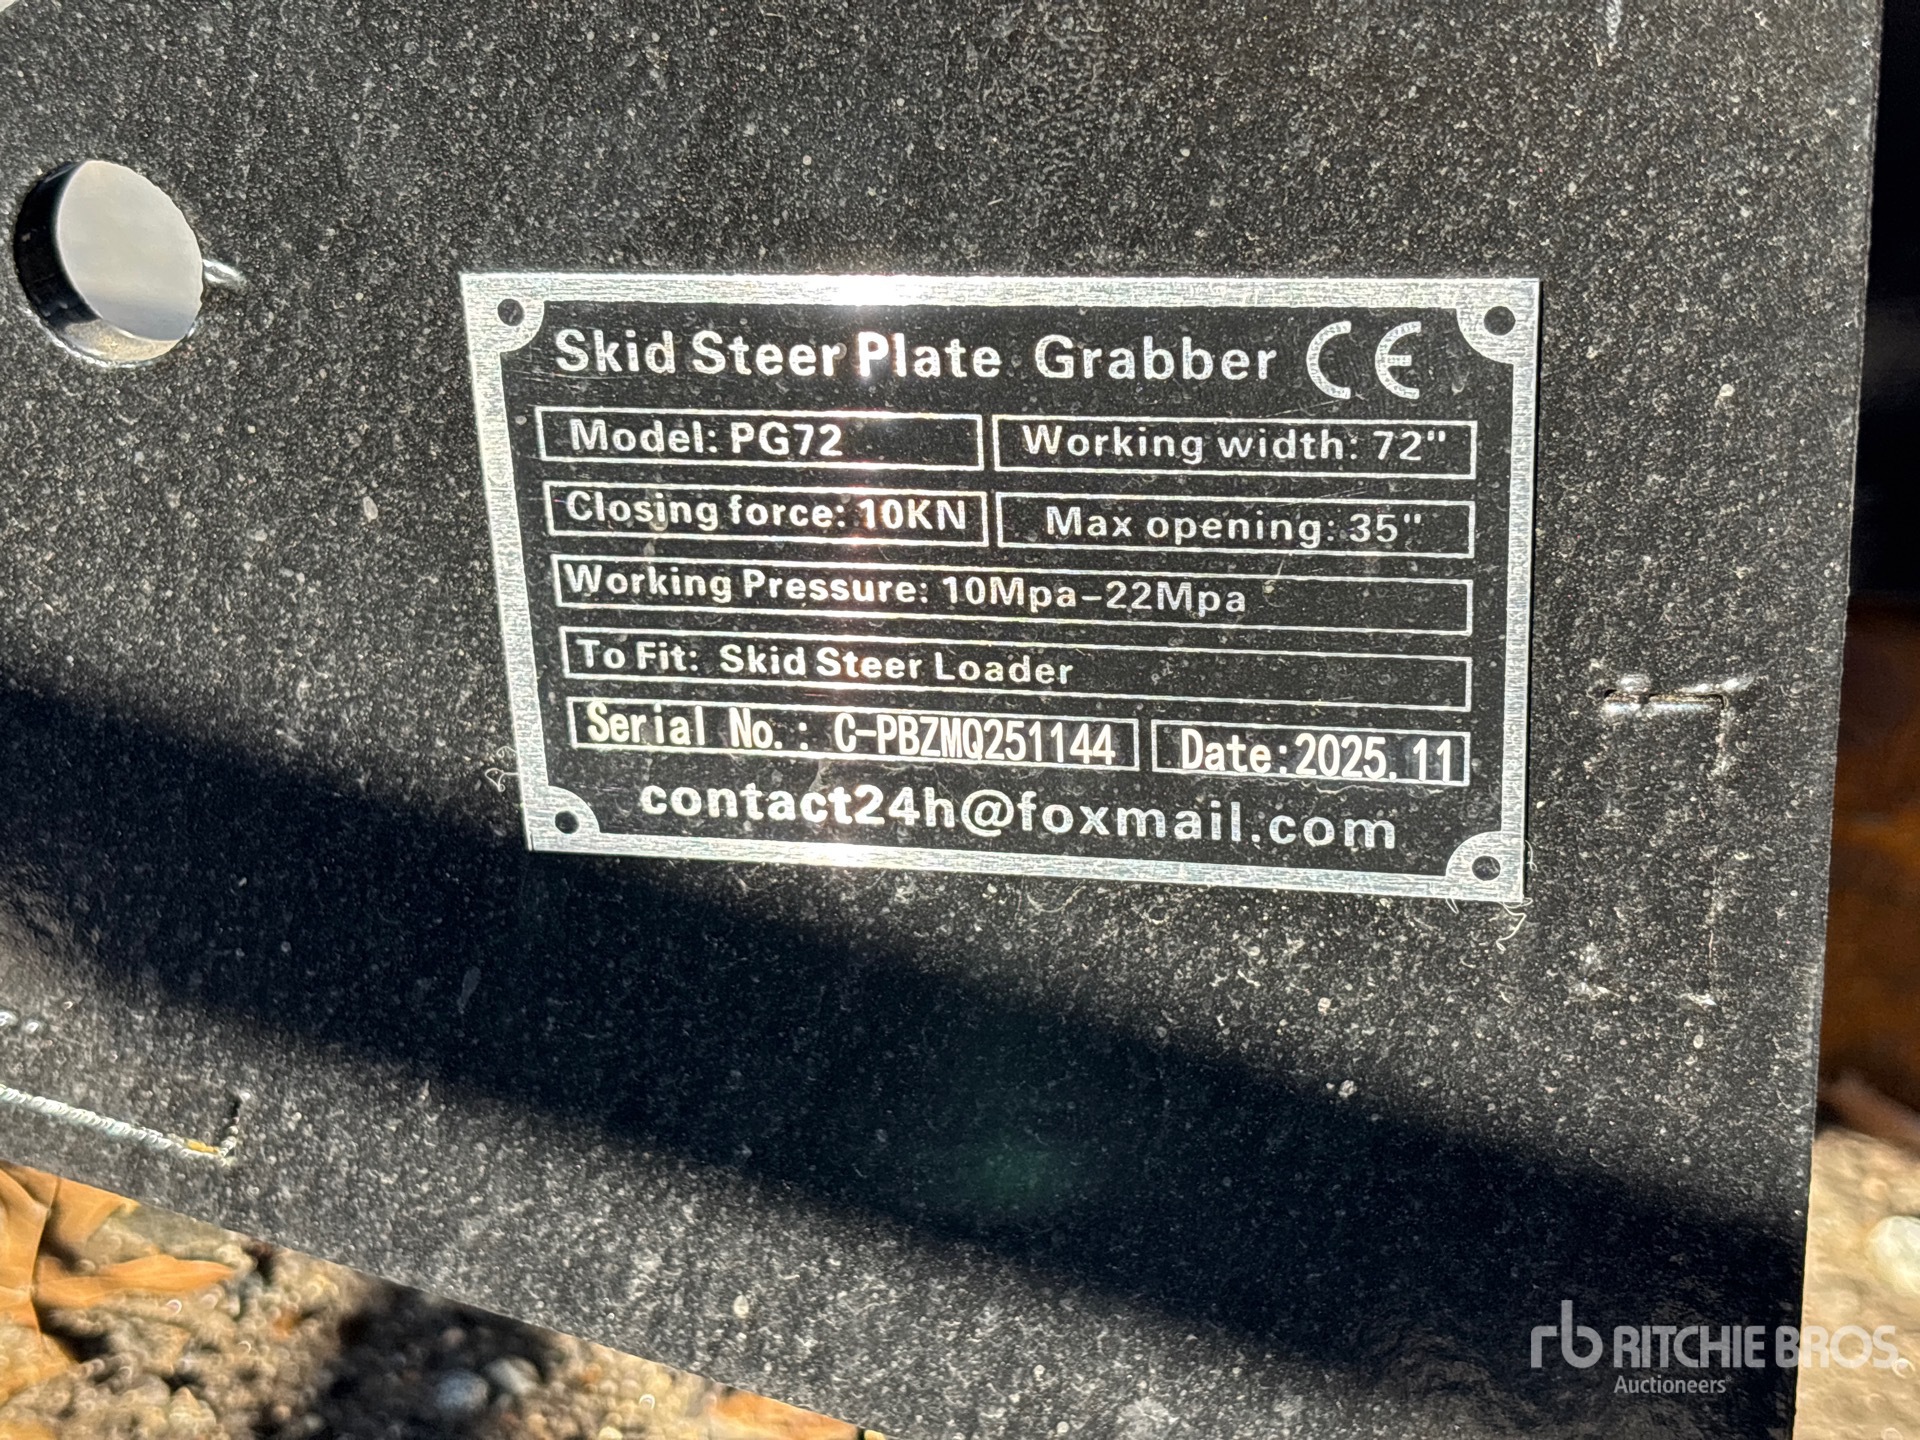 Skid Steer Plate Grabber CE
Model: PG72
Working width: 72"
Closing force: 10KN
Max opening: 35"
Working Pressure: 10Mpa-22Mpa
To Fit: Skid Steer Loader
Serial No.: C-PBZMQ251144
Date:2025.11
contact24h@foxmail.com
rb RITCHIE BROS.
Auctioneers